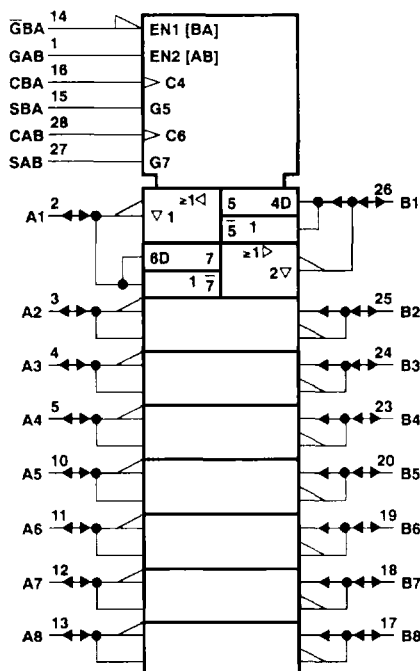 G̅BA 14 EN1 [BA]
GAB 1 EN2 [AB]
CBA 16 C4
SBA 15 G5
CAB 28 C6
SAB 27 G7
A1 2 ≥1 ▽1 5 4D 26 B1
5̅ 1
6D 7 ≥1
1 7̅ 2▽
A2 3 25 B2
A3 4 24 B3
A4 5 23 B4
A5 10 20 B5
A6 11 19 B6
A7 12 18 B7
A8 13 17 B8